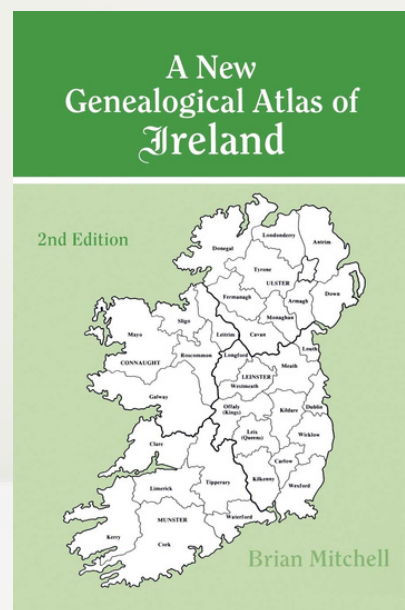 A New
Genealogical Atlas of
Ireland
2nd Edition
Donegal
Londonderry
Antrim
Tyrone
ULSTER
Fermanagh
Armagh
Down
Monaghan
Cavan
Sligo
Leitrim
Mayo
Roscommon
CONNAUGHT
Galway
Longford
Louth
Meath
LEINSTER
Westmeath
Offaly
(Kings)
Kildare
Dublin
Leix
(Queens)
Wicklow
Carlow
Kilkenny
Wexford
Clare
Limerick
Tipperary
MUNSTER
Waterford
Kerry
Cork
Brian Mitchell